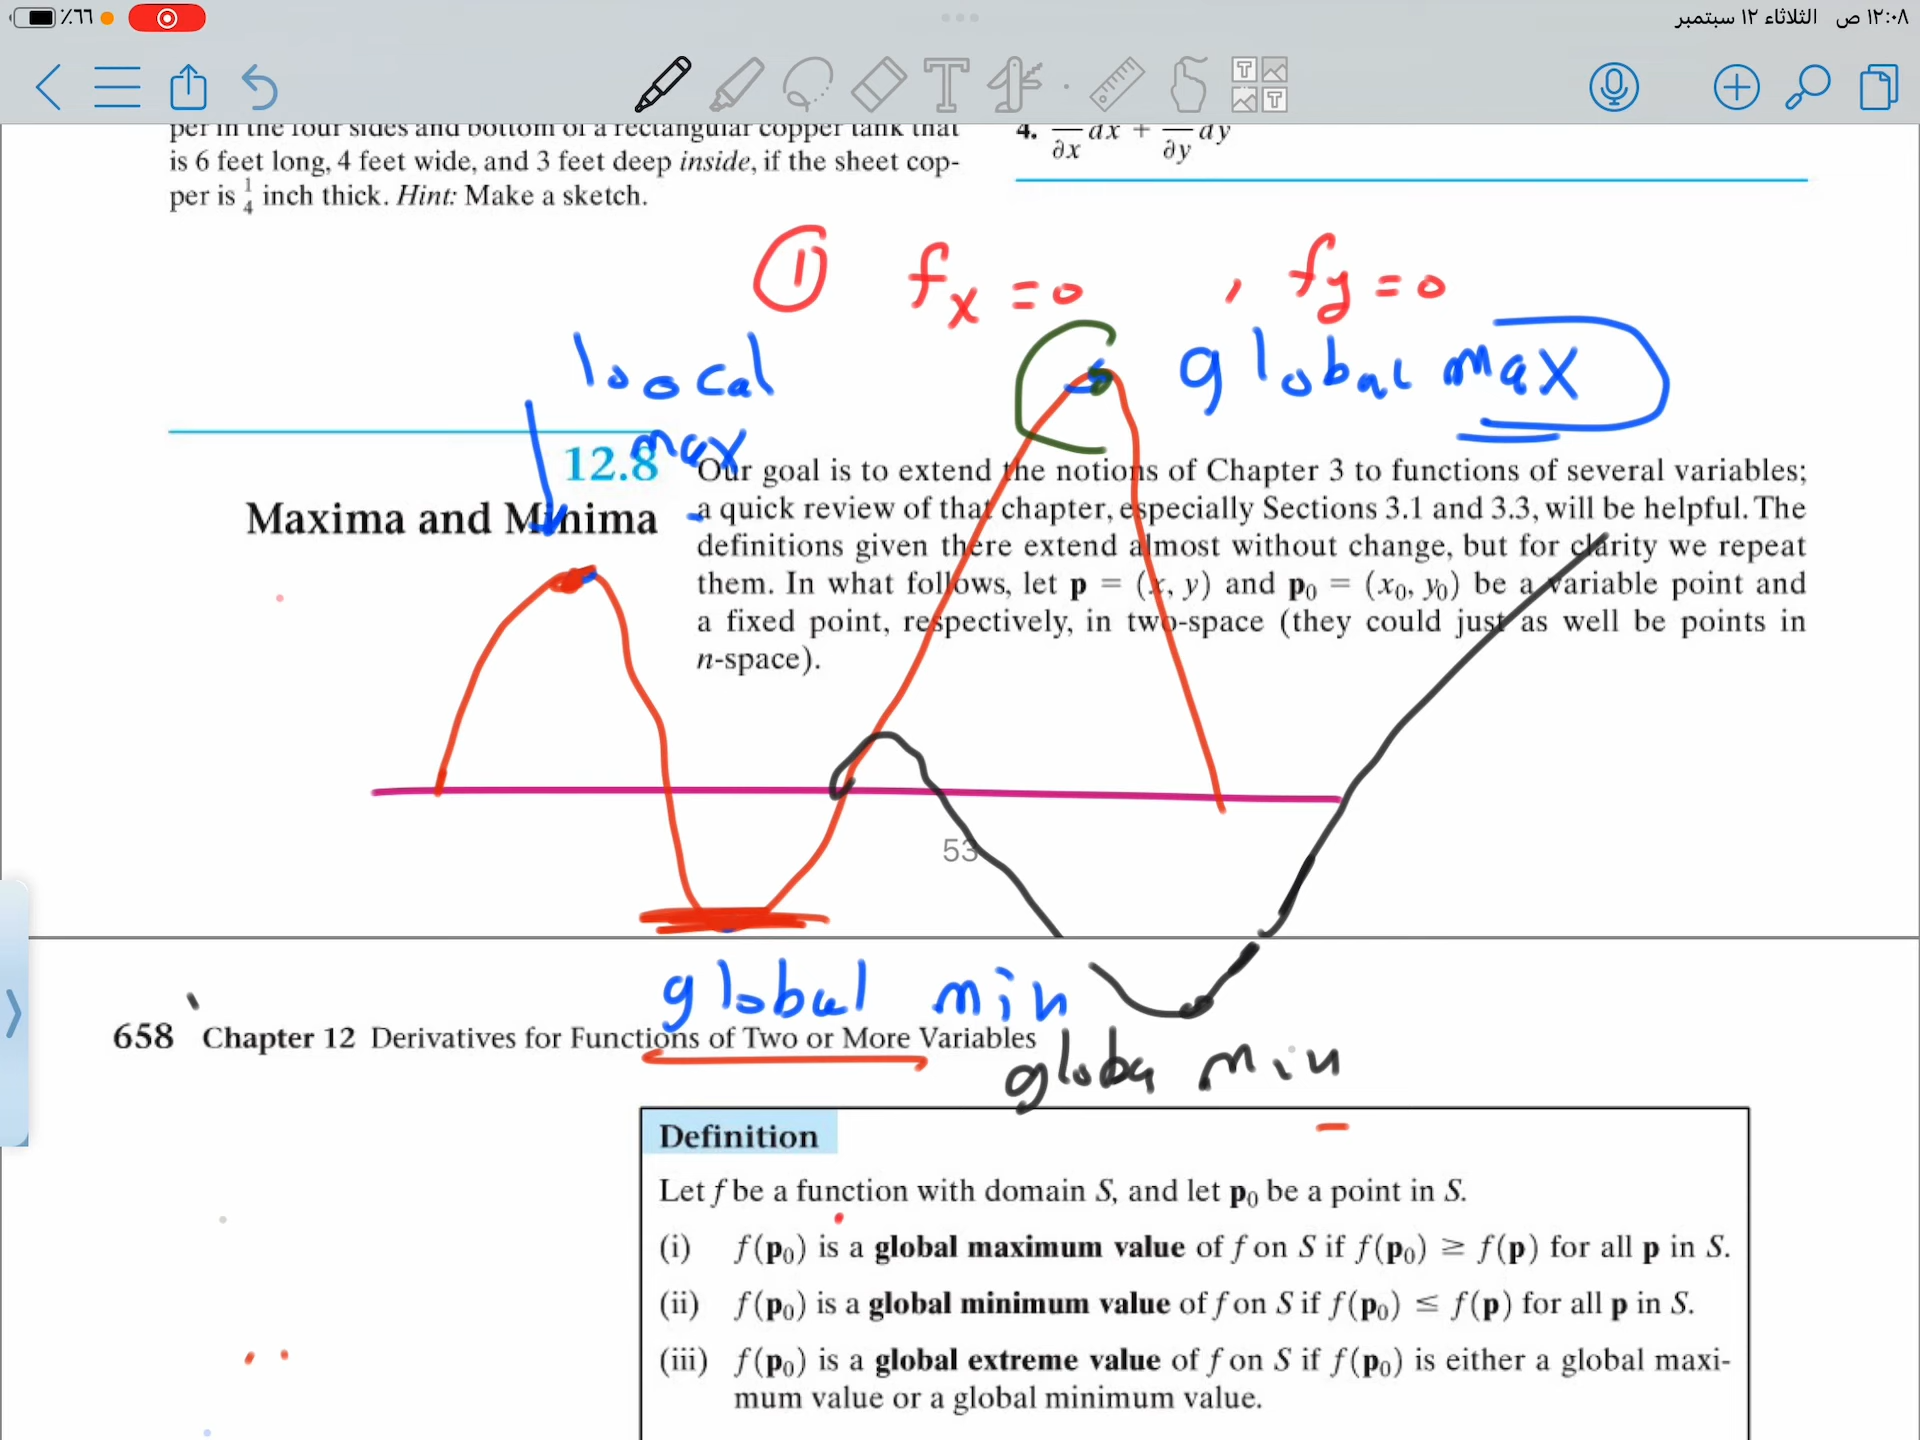 ٪٦٦
١٢:٠٨ ص الثلاثاء ١٢ سبتمبر
per in the four sides and bottom of a rectangular copper tank that
is 6 feet long, 4 feet wide, and 3 feet deep inside, if the sheet cop-
per is 1/4 inch thick. Hint: Make a sketch.
4. ∂x dx + ∂y dy
① fx = 0 , fy = 0
local
max
global max
12.8
Maxima and Minima
Our goal is to extend the notions of Chapter 3 to functions of several variables;
a quick review of that chapter, especially Sections 3.1 and 3.3, will be helpful. The
definitions given there extend almost without change, but for clarity we repeat
them. In what follows, let p = (x, y) and p₀ = (x₀, y₀) be a variable point and
a fixed point, respectively, in two-space (they could just as well be points in
n-space).
53
global min
658 Chapter 12 Derivatives for Functions of Two or More Variables
min
Definition
Let f be a function with domain S, and let p₀ be a point in S.
(i) f(p₀) is a global maximum value of f on S if f(p₀) ≥ f(p) for all p in S.
(ii) f(p₀) is a global minimum value of f on S if f(p₀) ≤ f(p) for all p in S.
(iii) f(p₀) is a global extreme value of f on S if f(p₀) is either a global maxi-
mum value or a global minimum value.